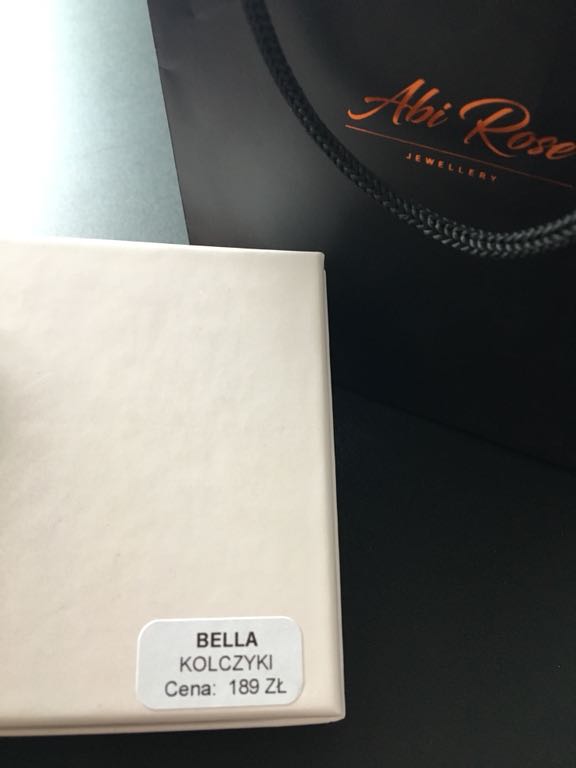 Abi Rose
JEWELLERY
BELLA
KOLCZYKI
Cena: 189 ZŁ